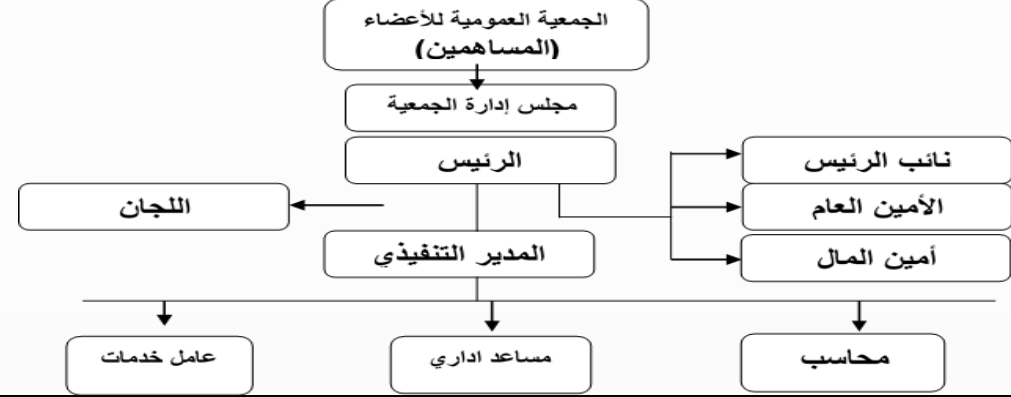 الجمعية العمومية للأعضاء
(المساهمين)
مجلس إدارة الجمعية
الرئيس
نائب الرئيس
الأمين العام
أمين المال
اللجان
المدير التنفيذي
محاسب
مساعد اداري
عامل خدمات